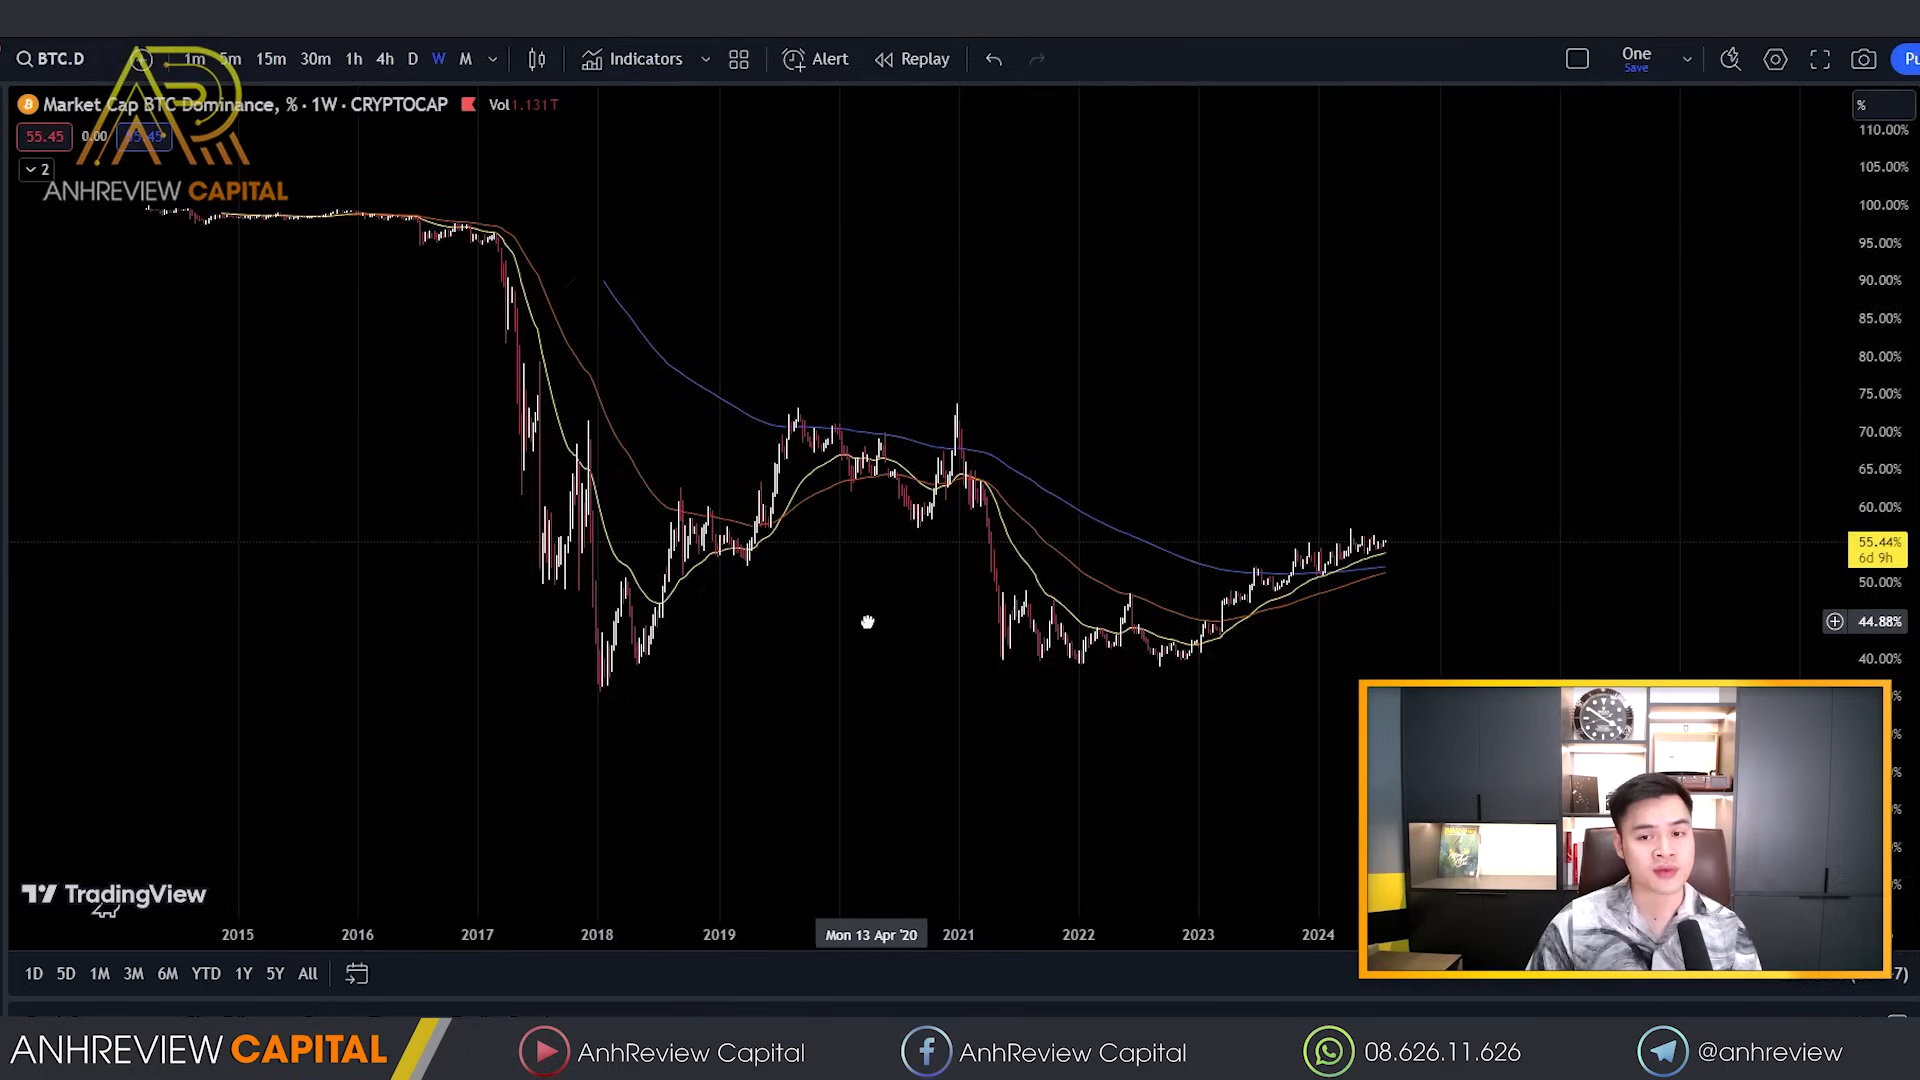 BTC.D 1m 5m 15m 30m 1h 4h D W M Indicators Alert Replay One
Save
Market Cap BTC Dominance, % · 1W · CRYPTOCAP Vol 1.131T %
55.45 0.00 55.45
2
ANHREVIEW CAPITAL
110.00%
105.00%
100.00%
95.00%
90.00%
85.00%
80.00%
75.00%
70.00%
65.00%
60.00%
55.44%
6d 9h
50.00%
44.88%
40.00%
TradingView
2015 2016 2017 2018 2019 Mon 13 Apr '20 2021 2022 2023 2024
1D 5D 1M 3M 6M YTD 1Y 5Y All
ANHREVIEW CAPITAL AnhReview Capital AnhReview Capital 08.626.11.626 @anhreview